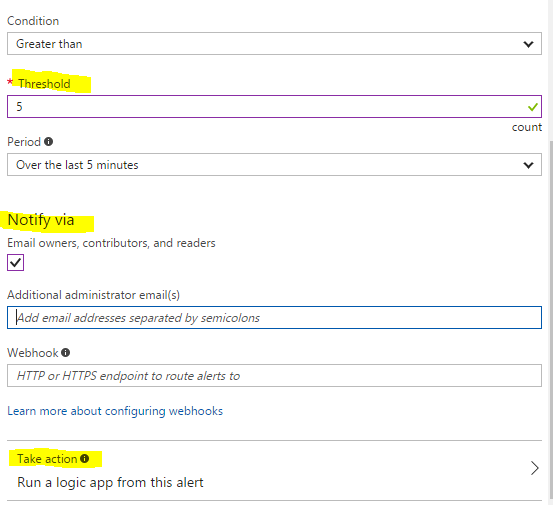 Condition
Greater than
* Threshold
5
count
Period
Over the last 5 minutes
Notify via
Email owners, contributors, and readers
Additional administrator email(s)
Add email addresses separated by semicolons
Webhook
HTTP or HTTPS endpoint to route alerts to
Learn more about configuring webhooks
Take action
Run a logic app from this alert